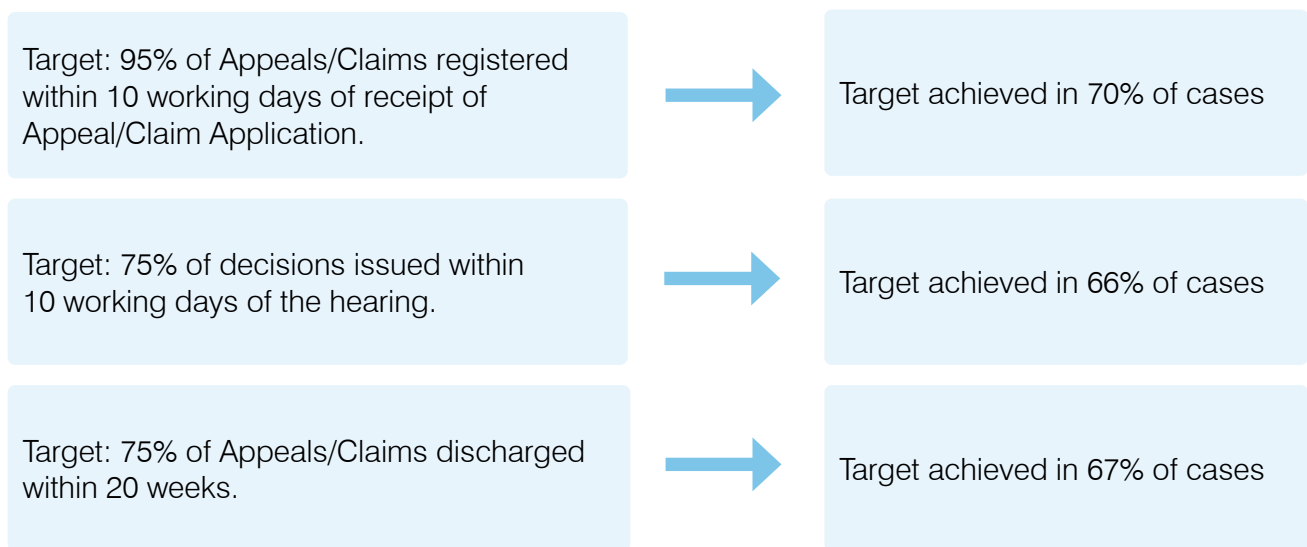 Target: 95% of Appeals/Claims registered
within 10 working days of receipt of
Appeal/Claim Application.
Target achieved in 70% of cases
Target: 75% of decisions issued within
10 working days of the hearing.
Target achieved in 66% of cases
Target: 75% of Appeals/Claims discharged
within 20 weeks.
Target achieved in 67% of cases